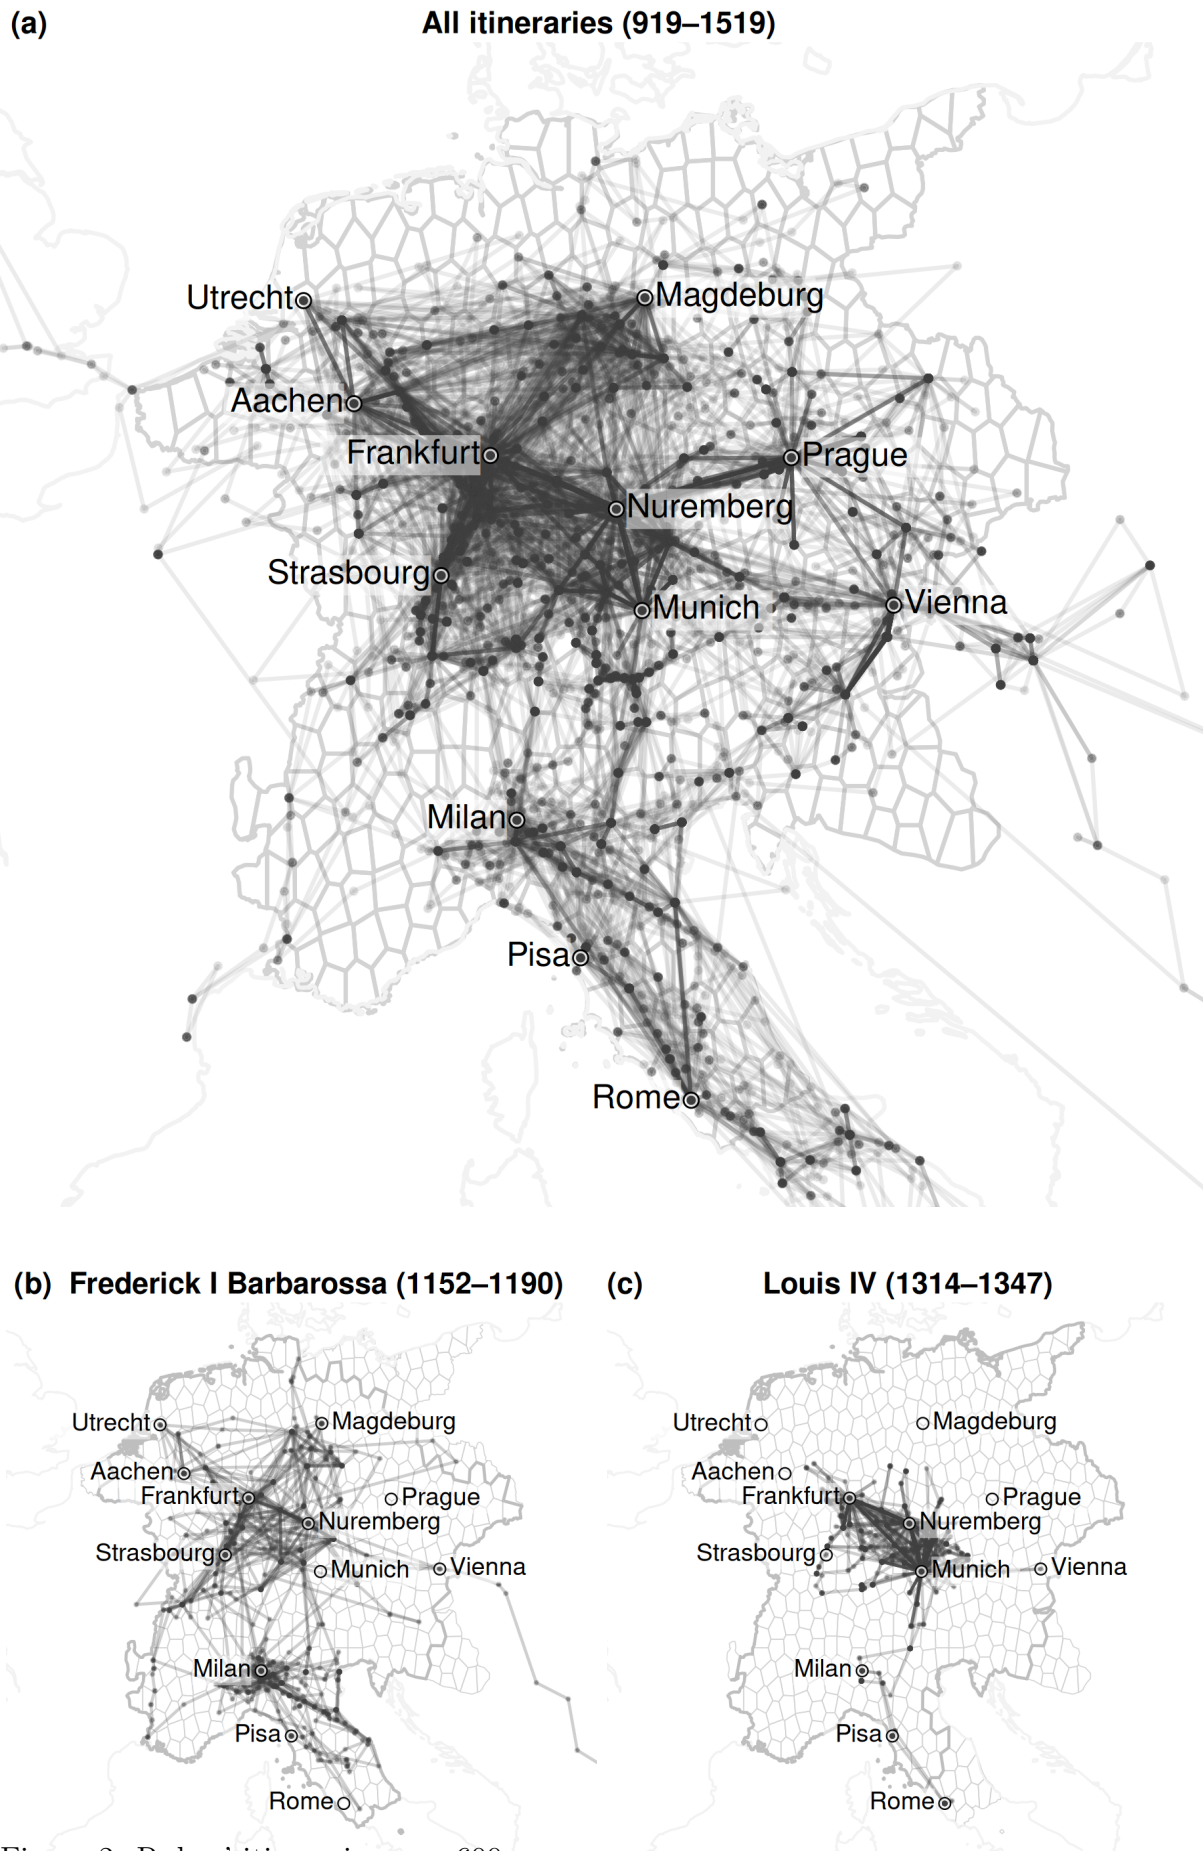 (a) All itineraries (919–1519)
Utrecht
Magdeburg
Aachen
Frankfurt
Prague
Nuremberg
Strasbourg
Munich
Vienna
Milan
Pisa
Rome
(b) Frederick I Barbarossa (1152–1190)
Utrecht
Magdeburg
Aachen
Frankfurt
Prague
Nuremberg
Strasbourg
Munich
Vienna
Milan
Pisa
Rome
(c) Louis IV (1314–1347)
Utrecht
Magdeburg
Aachen
Frankfurt
Prague
Nuremberg
Strasbourg
Munich
Vienna
Milan
Pisa
Rome